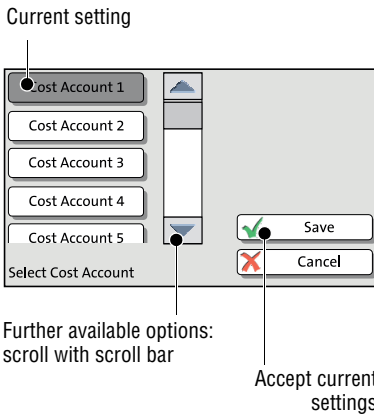 Current setting
Cost Account 1
Cost Account 2
Cost Account 3
Cost Account 4
Cost Account 5
Save
Cancel
Select Cost Account
Further available options:
scroll with scroll bar
Accept current
settings